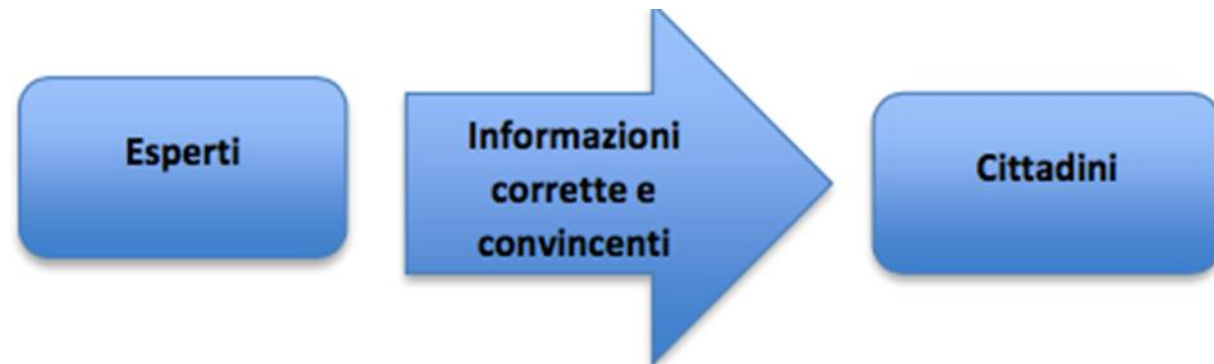 Esperti
Informazioni
corrette e
convincenti
Cittadini